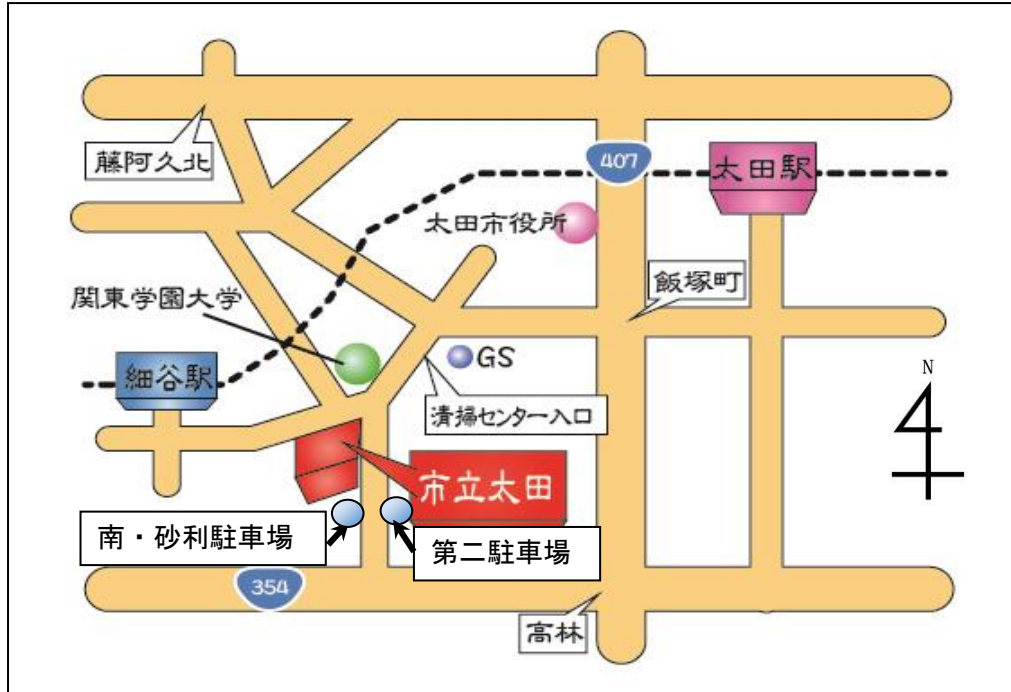 藤阿久北
407
太田駅
太田市役所
飯塚町
関東学園大学
細谷駅
GS
N
清掃センター入口
市立太田
南・砂利駐車場
第二駐車場
354
高林